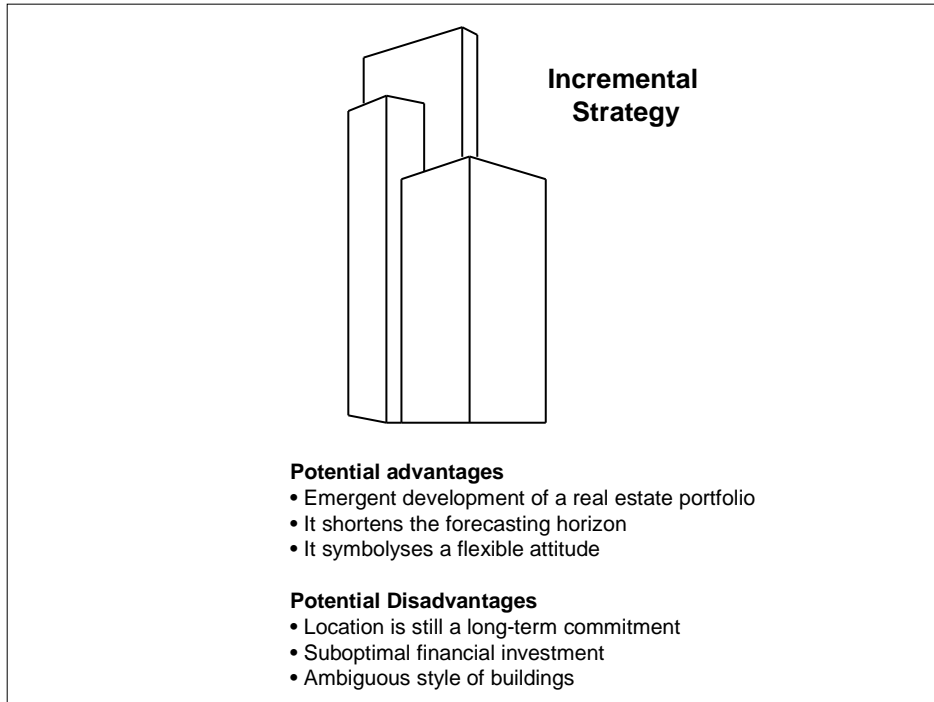 Incremental
Strategy
Potential advantages
• Emergent development of a real estate portfolio
• It shortens the forecasting horizon
• It symbolyses a flexible attitude
Potential Disadvantages
• Location is still a long-term commitment
• Suboptimal financial investment
• Ambiguous style of buildings